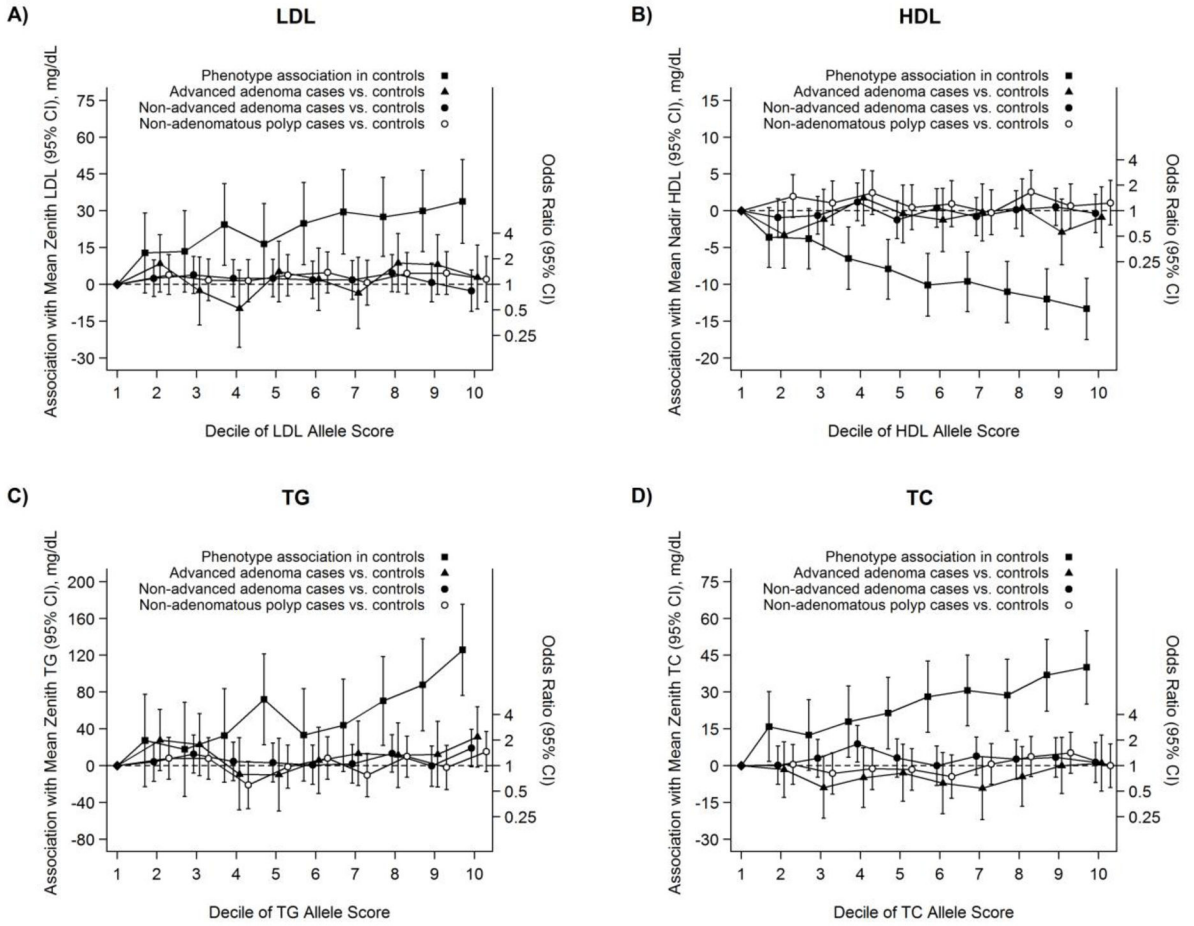 A) LDL
Association with Mean Zenith LDL (95% CI), mg/dL
Phenotype association in controls
Advanced adenoma cases vs. controls
Non-advanced adenoma cases vs. controls
Non-adenomatous polyp cases vs. controls
75
60
45
30
15
0
-15
-30
4
2
1
0.5
0.25
Odds Ratio (95% CI)
1 2 3 4 5 6 7 8 9 10
Decile of LDL Allele Score
B) HDL
Association with Mean Nadir HDL (95% CI), mg/dL
Phenotype association in controls
Advanced adenoma cases vs. controls
Non-advanced adenoma cases vs. controls
Non-adenomatous polyp cases vs. controls
15
10
5
0
-5
-10
-15
-20
4
2
1
0.5
0.25
Odds Ratio (95% CI)
1 2 3 4 5 6 7 8 9 10
Decile of HDL Allele Score
C) TG
Association with Mean Zenith TG (95% CI), mg/dL
Phenotype association in controls
Advanced adenoma cases vs. controls
Non-advanced adenoma cases vs. controls
Non-adenomatous polyp cases vs. controls
200
160
120
80
40
0
-40
-80
4
2
1
0.5
0.25
Odds Ratio (95% CI)
1 2 3 4 5 6 7 8 9 10
Decile of TG Allele Score
D) TC
Association with Mean Zenith TC (95% CI), mg/dL
Phenotype association in controls
Advanced adenoma cases vs. controls
Non-advanced adenoma cases vs. controls
Non-adenomatous polyp cases vs. controls
75
60
45
30
15
0
-15
-30
4
2
1
0.5
0.25
Odds Ratio (95% CI)
1 2 3 4 5 6 7 8 9 10
Decile of TC Allele Score